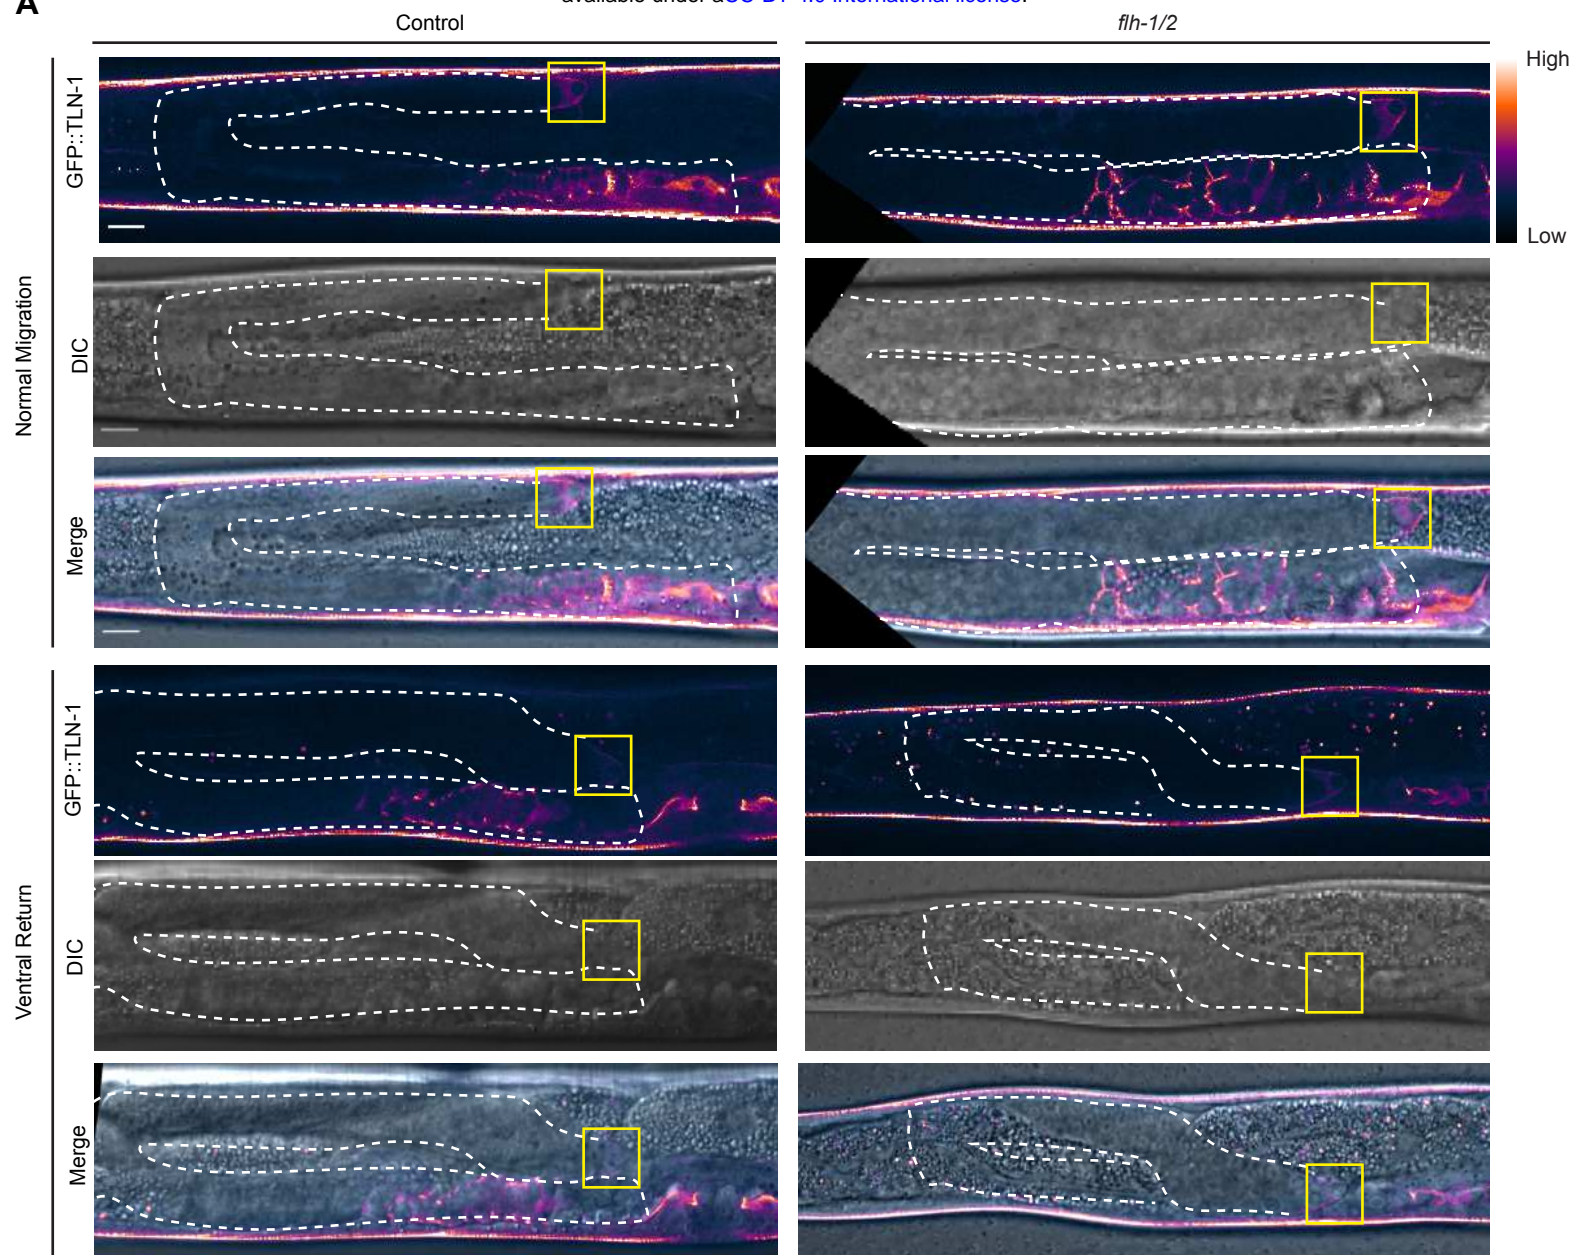 A
Control
flh-1/2
High
Low
Normal Migration
GFP::TLN-1
DIC
Merge
Ventral Return
GFP::TLN-1
DIC
Merge